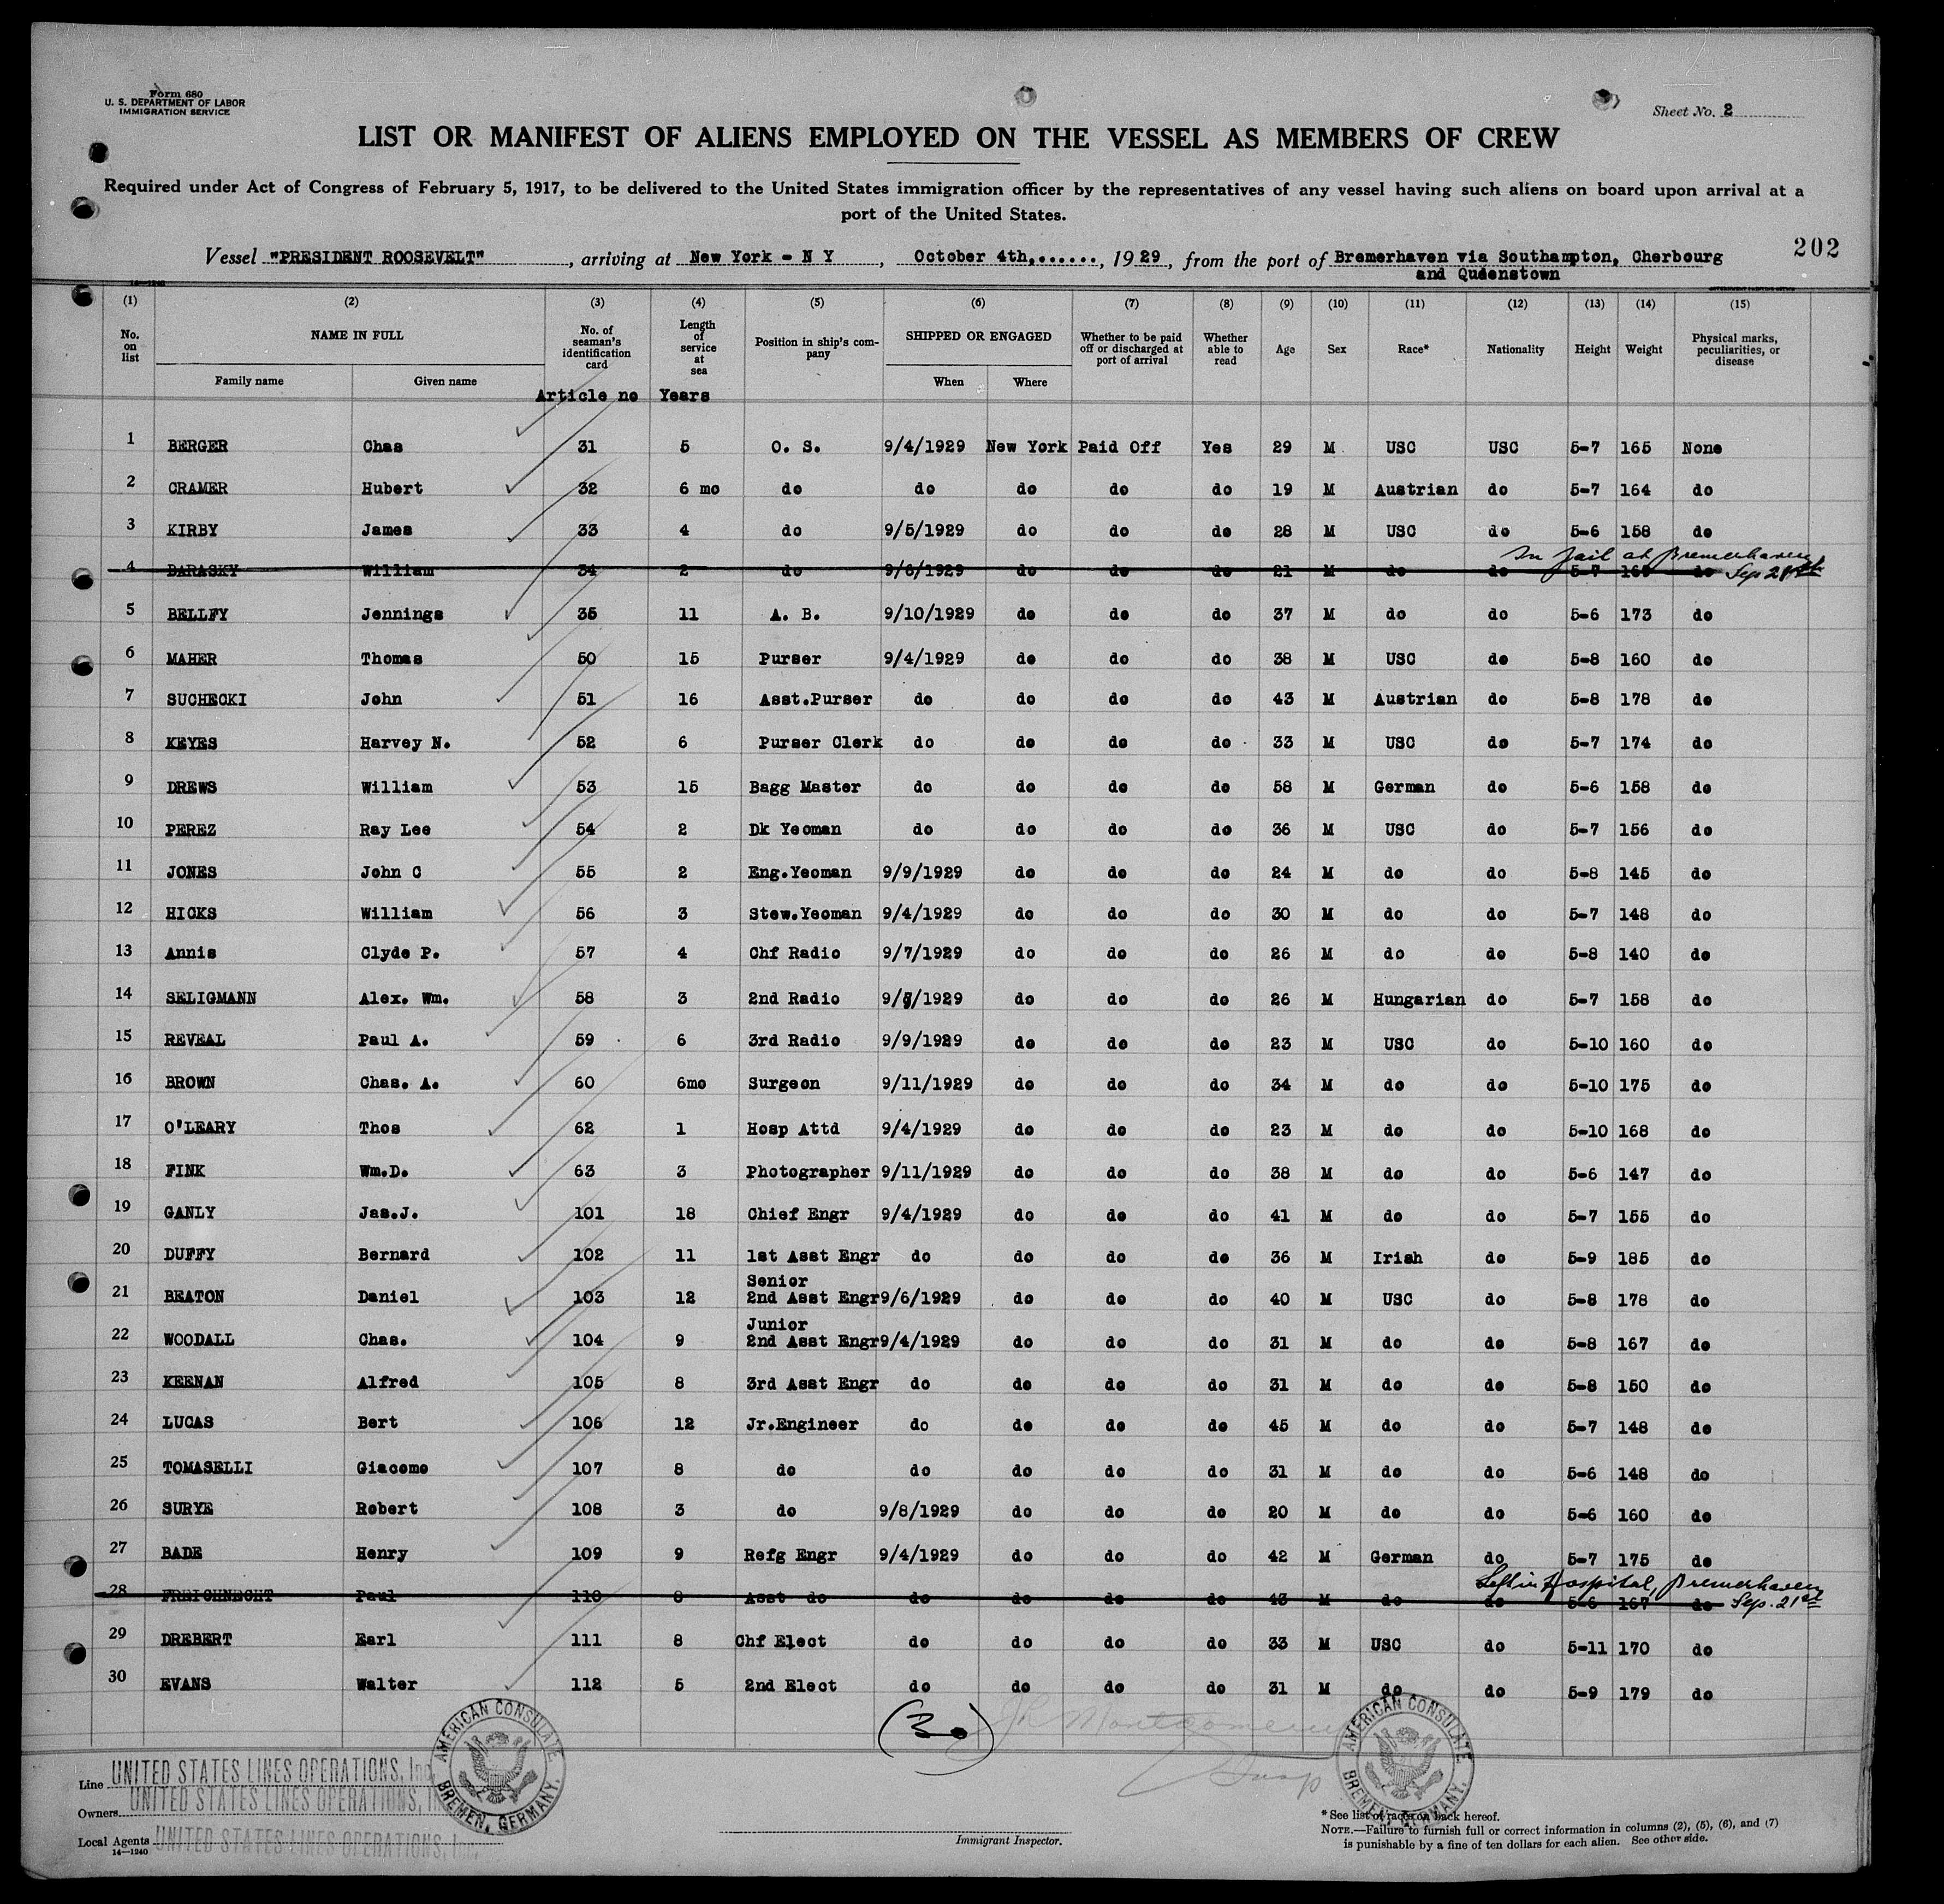 Form 680
U. S. DEPARTMENT OF LABOR
IMMIGRATION SERVICE
Sheet No. 2
LIST OR MANIFEST OF ALIENS EMPLOYED ON THE VESSEL AS MEMBERS OF CREW
Required under Act of Congress of February 5, 1917, to be delivered to the United States immigration officer by the representatives of any vessel having such aliens on board upon arrival at a
port of the United States.
202
Vessel "PRESIDENT ROOSEVELT", arriving at New York - N Y, October 4th,......, 1929, from the port of Bremerhaven via Southampton, Cherbourg
and Queenstown
(1) (2) (3) (4) (5) (6) (7) (8) (9) (10) (11) (12) (13) (14) (15)
No. on list NAME IN FULL Family name Given name No. of seaman's identification card Length of service at sea Position in ship's company SHIPPED OR ENGAGED When Where Whether to be paid off or discharged at port of arrival Whether able to read Age Sex Race* Nationality Height Weight Physical marks, peculiarities, or disease
Article no Years
1 BERGER Chas 31 5 O. S. 9/4/1929 New York Paid Off Yes 29 M USC USC 5-7 165 None
2 CRAMER Hubert 32 6 mo do do do do do 19 M Austrian do 5-7 164 do
3 KIRBY James 33 4 do 9/5/1929 do do do 28 M USC do 5-6 158 do
In jail at Bremerhaven
4 BARASKY William 34 2 do 9/6/1929 do do do 21 M do do 5-7 do Sep 21st
5 BELLFY Jennings 35 11 A. B. 9/10/1929 do do do 37 M do do 5-6 173 do
6 MAHER Thomas 50 15 Purser 9/4/1929 do do do 38 M USC do 5-8 160 do
7 SUCHECKI John 51 16 Asst.Purser do do do do 43 M Austrian do 5-8 178 do
8 KEYES Harvey N. 52 6 Purser Clerk do do do do 33 M USC do 5-7 174 do
9 DREWS William 53 15 Bagg Master do do do do 58 M German do 5-6 158 do
10 PEREZ Ray Lee 54 2 Dk Yeoman do do do do 36 M USC do 5-7 156 do
11 JONES John C 55 2 Eng.Yeoman 9/9/1929 do do do 24 M do do 5-8 145 do
12 HICKS William 56 3 Stew.Yeoman 9/4/1929 do do do 30 M do do 5-7 148 do
13 Annis Clyde P. 57 4 Chf Radio 9/7/1929 do do do 26 M do do 5-8 140 do
14 SELIGMANN Alex. Wm. 58 3 2nd Radio 9/7/1929 do do do 26 M Hungarian do 5-7 158 do
15 REVEAL Paul A. 59 6 3rd Radio 9/9/1929 do do do 23 M USC do 5-10 160 do
16 BROWN Chas. A. 60 6mo Surgeon 9/11/1929 do do do 34 M do do 5-10 175 do
17 O'LEARY Thos 62 1 Hosp Attd 9/4/1929 do do do 23 M do do 5-10 168 do
18 FINK Wm.D. 63 3 Photographer 9/11/1929 do do do 38 M do do 5-6 147 do
19 GANLY Jas.J. 101 18 Chief Engr 9/4/1929 do do do 41 M do do 5-7 155 do
20 DUFFY Bernard 102 11 1st Asst Engr do do do do 36 M Irish do 5-9 185 do
21 BEATON Daniel 103 12 Senior 2nd Asst Engr 9/6/1929 do do do 40 M USC do 5-8 178 do
22 WOODALL Chas. 104 9 Junior 2nd Asst Engr 9/4/1929 do do do 31 M do do 5-8 167 do
23 KEENAN Alfred 105 8 3rd Asst Engr do do do do 31 M do do 5-8 150 do
24 LUCAS Bert 106 12 Jr.Engineer do do do do 45 M do do 5-7 148 do
25 TOMASELLI Giacomo 107 8 do do do do do 31 M do do 5-6 148 do
26 SURYE Robert 108 3 do 9/8/1929 do do do 20 M do do 5-6 160 do
27 BADE Henry 109 9 Refg Engr 9/4/1929 do do do 42 M German do 5-7 175 do
Left in Hospital, Bremerhaven
28 FREICHNECHT Paul 110 8 Asst do do do do do 43 M do do 5-6 167 do Sep. 21st
29 DREBERT Earl 111 8 Chf Elect do do do do 33 M USC do 5-11 170 do
30 EVANS Walter 112 5 2nd Elect do do do do 31 M do do 5-9 179 do
(30) Montgomery
Insp
AMERICAN CONSULATE BREMEN, GERMANY.
AMERICAN CONSULATE BREMEN, GERMANY.
Line UNITED STATES LINES OPERATIONS, Inc.
Owners UNITED STATES LINES OPERATIONS, I
Local Agents UNITED STATES LINES OPERATIONS, Inc.
14—1240
Immigrant Inspector.
* See list of races on back hereof.
NOTE.—Failure to furnish full or correct information in columns (2), (5), (6), and (7)
is punishable by a fine of ten dollars for each alien. See other side.